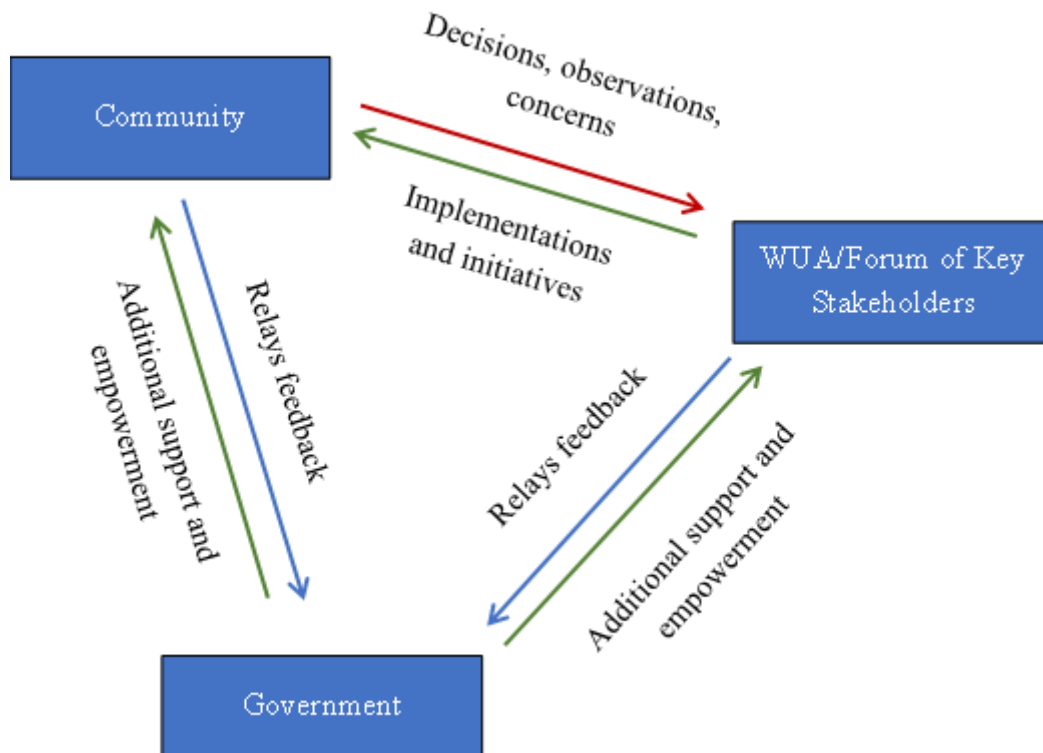 Decisions, observations,
concerns
Community
Implementations
and initiatives
WUA/Forum of Key
Stakeholders
Additional support and
empowerment
Relays feedback
Relays feedback
Additional support and
empowerment
Government